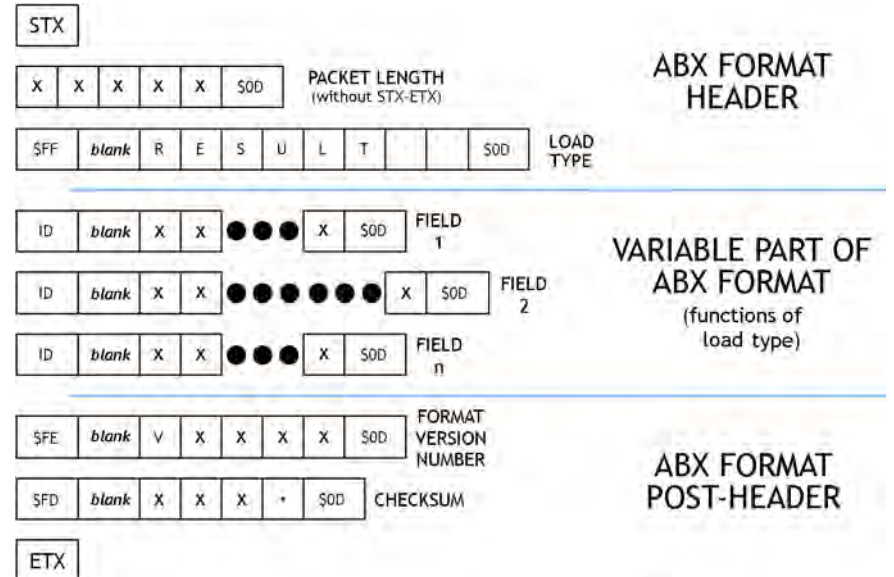 STX
X X X X X $0D
PACKET LENGTH
(without STX-ETX)
ABX FORMAT
HEADER
$FF blank R E S U L T $0D
LOAD
TYPE
ID blank X X X $0D
FIELD
1
VARIABLE PART OF
ABX FORMAT
(functions of
load type)
ID blank X X X $0D
FIELD
2
ID blank X X X $0D
FIELD
n
$FE blank V X X X X $0D
FORMAT
VERSION
NUMBER
ABX FORMAT
POST-HEADER
$FD blank X X X $0D
CHECKSUM
ETX